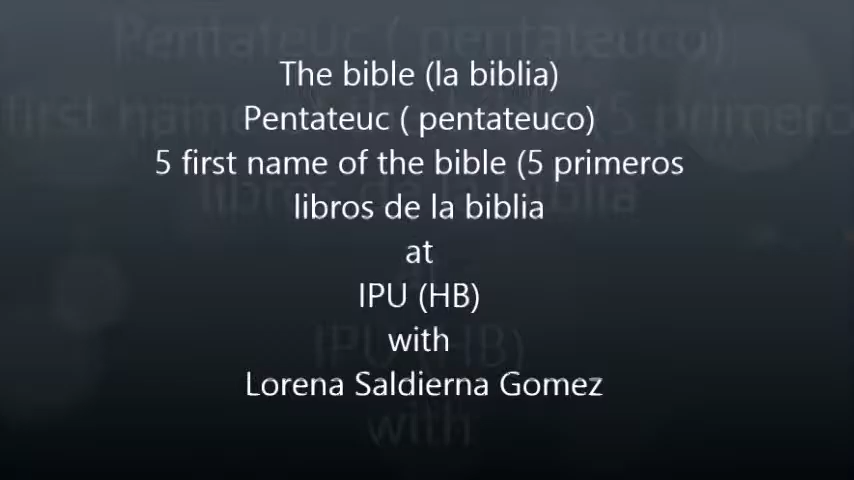 The bible (la biblia)
Pentateuc ( pentateuco)
5 first name of the bible (5 primeros
libros de la biblia
at
IPU (HB)
with
Lorena Saldierna Gomez